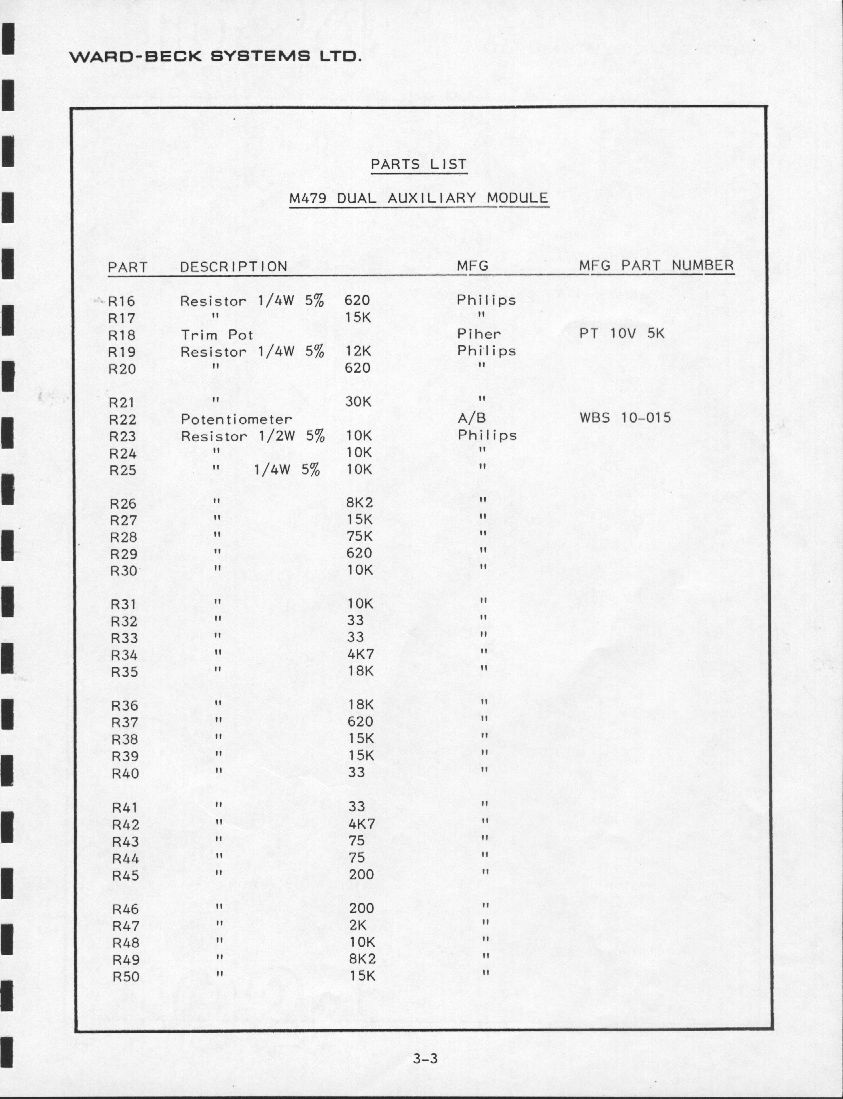 WARD-BECK SYSTEMS LTD.
PARTS LIST
M479 DUAL AUXILIARY MODULE
PART DESCRIPTION MFG MFG PART NUMBER
R16 Resistor 1/4W 5% 620 Philips
R17 " 15K "
R18 Trim Pot Piher PT 10V 5K
R19 Resistor 1/4W 5% 12K Philips
R20 " 620 "
R21 " 30K "
R22 Potentiometer A/B WBS 10-015
R23 Resistor 1/2W 5% 10K Philips
R24 " 10K "
R25 " 1/4W 5% 10K "
R26 " 8K2 "
R27 " 15K "
R28 " 75K "
R29 " 620 "
R30 " 10K "
R31 " 10K "
R32 " 33 "
R33 " 33 "
R34 " 4K7 "
R35 " 18K "
R36 " 18K "
R37 " 620 "
R38 " 15K "
R39 " 15K "
R40 " 33 "
R41 " 33 "
R42 " 4K7 "
R43 " 75 "
R44 " 75 "
R45 " 200 "
R46 " 200 "
R47 " 2K "
R48 " 10K "
R49 " 8K2 "
R50 " 15K "
3-3